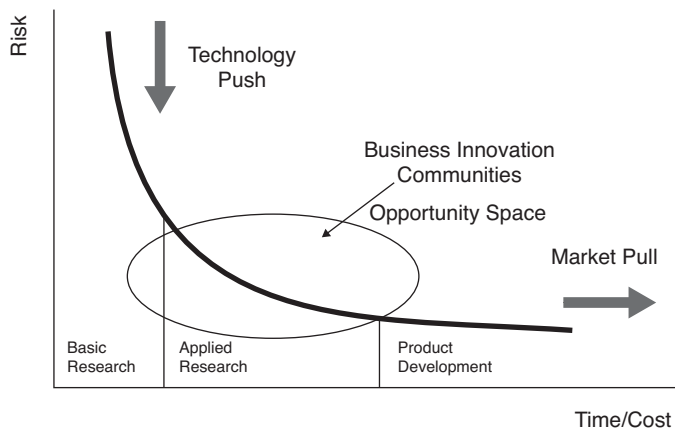 Risk
Technology
Push
Business Innovation
Communities
Opportunity Space
Market Pull
Basic
Research
Applied
Research
Product
Development
Time/Cost